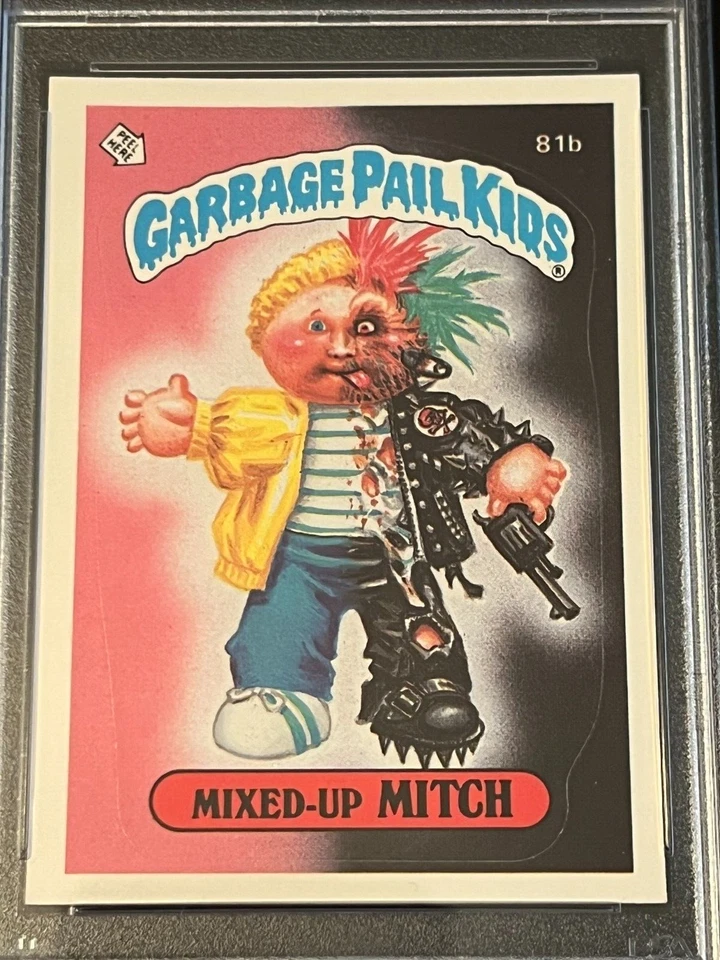 PEEL
HERE
81b
GARBAGE PAIL KIDS®
MIXED-UP MITCH